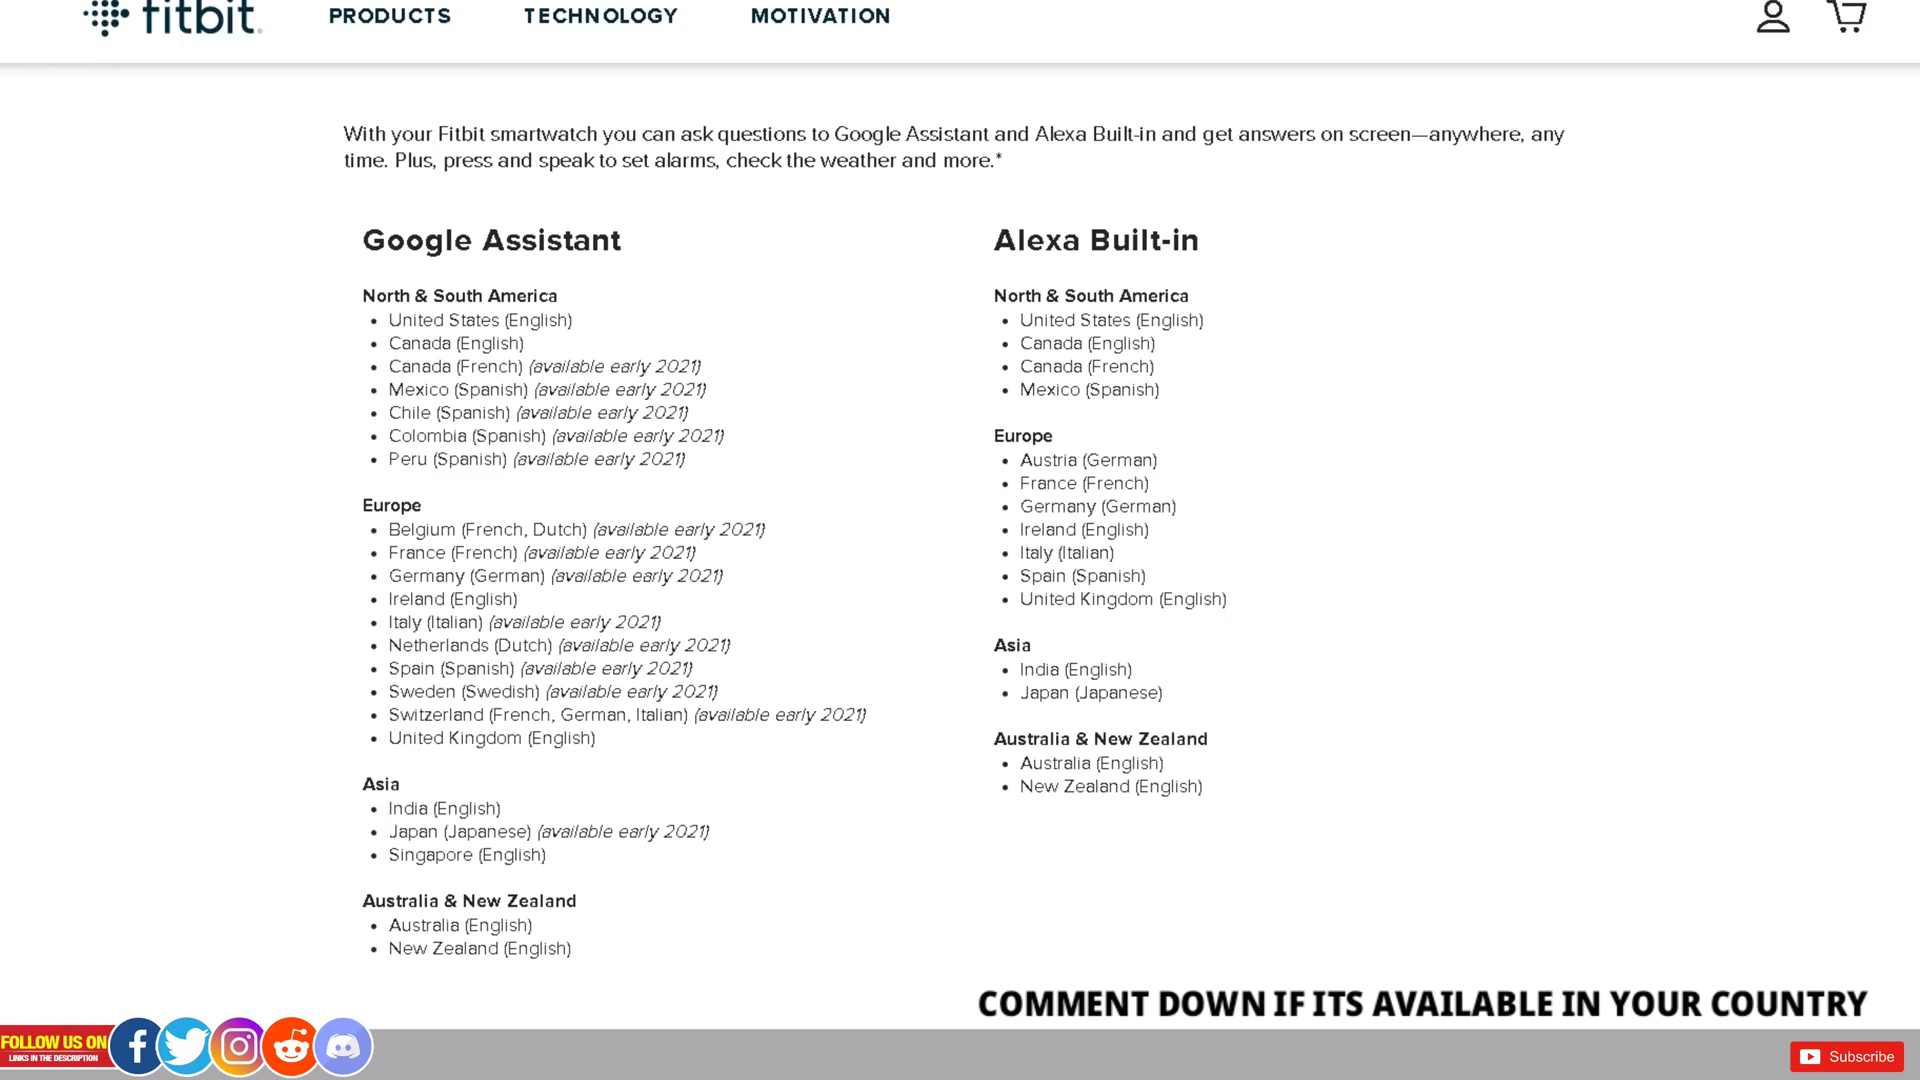 fitbit
PRODUCTS
TECHNOLOGY
MOTIVATION
With your Fitbit smartwatch you can ask questions to Google Assistant and Alexa Built-in and get answers on screen—anywhere, any
time. Plus, press and speak to set alarms, check the weather and more.*
Google Assistant
North & South America
• United States (English)
• Canada (English)
• Canada (French) (available early 2021)
• Mexico (Spanish) (available early 2021)
• Chile (Spanish) (available early 2021)
• Colombia (Spanish) (available early 2021)
• Peru (Spanish) (available early 2021)
Europe
• Belgium (French, Dutch) (available early 2021)
• France (French) (available early 2021)
• Germany (German) (available early 2021)
• Ireland (English)
• Italy (Italian) (available early 2021)
• Netherlands (Dutch) (available early 2021)
• Spain (Spanish) (available early 2021)
• Sweden (Swedish) (available early 2021)
• Switzerland (French, German, Italian) (available early 2021)
• United Kingdom (English)
Asia
• India (English)
• Japan (Japanese) (available early 2021)
• Singapore (English)
Australia & New Zealand
• Australia (English)
• New Zealand (English)
Alexa Built-in
North & South America
• United States (English)
• Canada (English)
• Canada (French)
• Mexico (Spanish)
Europe
• Austria (German)
• France (French)
• Germany (German)
• Ireland (English)
• Italy (Italian)
• Spain (Spanish)
• United Kingdom (English)
Asia
• India (English)
• Japan (Japanese)
Australia & New Zealand
• Australia (English)
• New Zealand (English)
COMMENT DOWN IF ITS AVAILABLE IN YOUR COUNTRY
FOLLOW US ON
LINKS IN THE DESCRIPTION
Subscribe